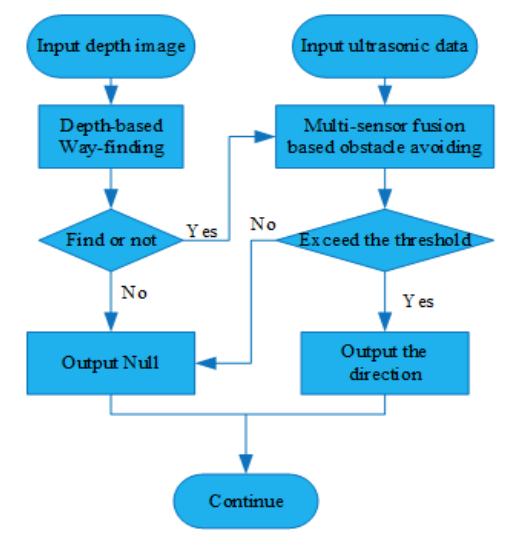 Input depth image
Input ultrasonic data
Depth-based
Way-finding
Multi-sensor fusion
based obstacle avoiding
Find or not
Yes
No
Exceed the threshold
No
Yes
Output Null
Output the
direction
Continue